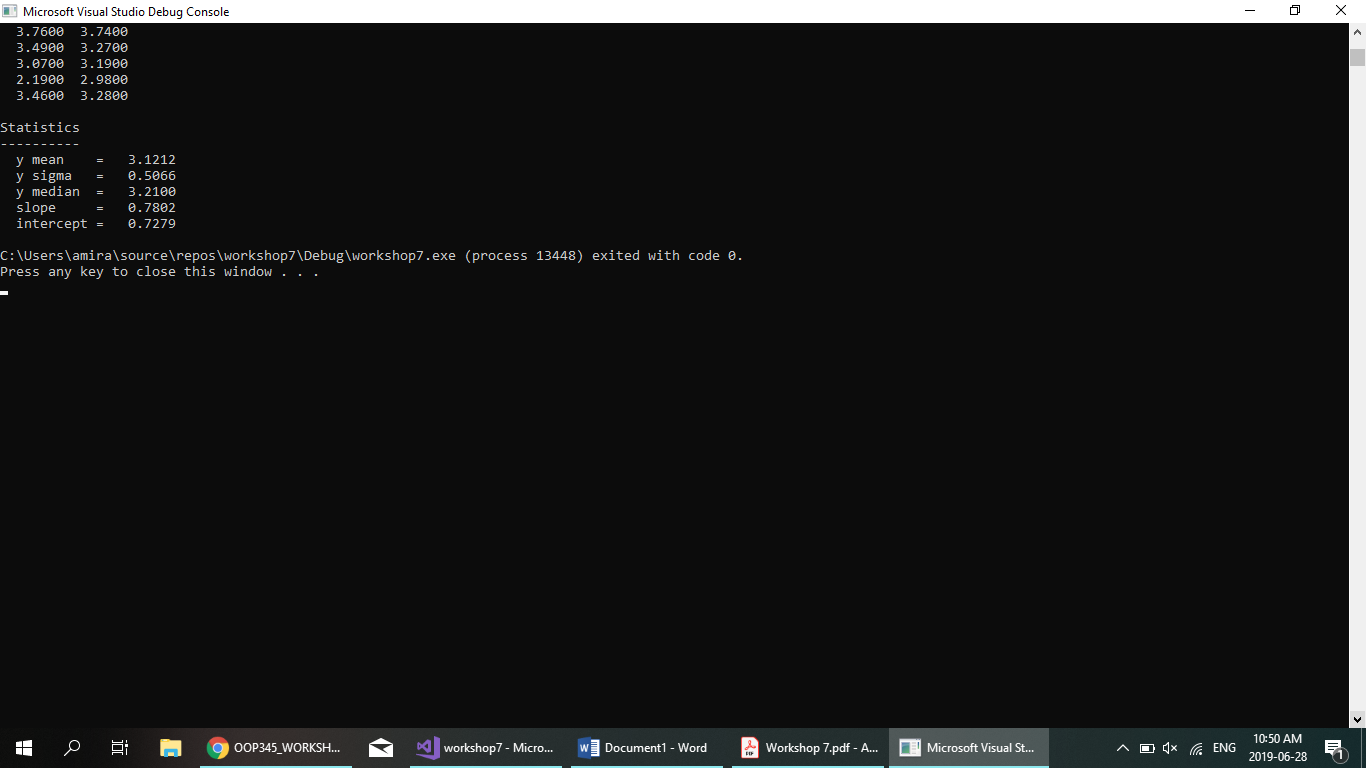 Microsoft Visual Studio Debug Console
3.7600 3.7400
3.4900 3.2700
3.0700 3.1900
2.1900 2.9800
3.4600 3.2800
Statistics
----------
y mean = 3.1212
y sigma = 0.5066
y median = 3.2100
slope = 0.7802
intercept = 0.7279
C:\Users\amira\source\repos\workshop7\Debug\workshop7.exe (process 13448) exited with code 0.
Press any key to close this window . . .
OOP345_WORKSH...
workshop7 - Micro...
Document1 - Word
Workshop 7.pdf - A...
Microsoft Visual St...
ENG
10:50 AM
2019-06-28
1